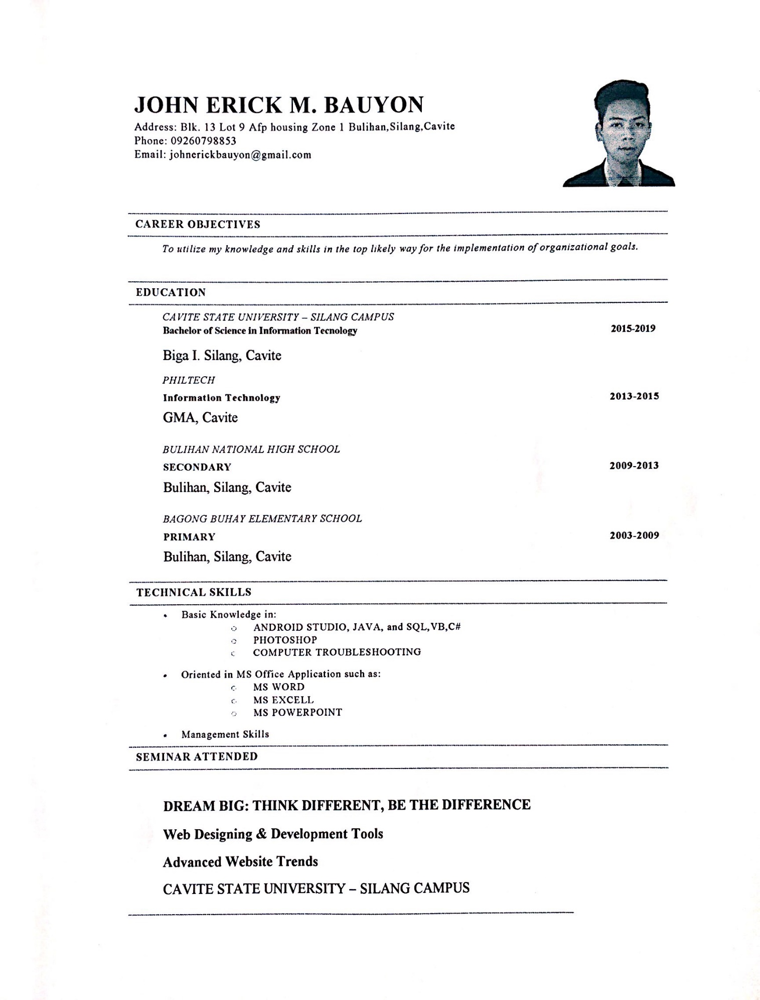 JOHN ERICK M. BAUYON
Address: Blk. 13 Lot 9 Afp housing Zone 1 Bulihan,Silang,Cavite
Phone: 09260798853
Email: johnerickbauyon@gmail.com
CAREER OBJECTIVES
To utilize my knowledge and skills in the top likely way for the implementation of organizational goals.
EDUCATION
CAVITE STATE UNIVERSITY – SILANG CAMPUS
Bachelor of Science in Information Tecnology 2015-2019
Biga I. Silang, Cavite
PHILTECH
Information Technology 2013-2015
GMA, Cavite
BULIHAN NATIONAL HIGH SCHOOL
SECONDARY 2009-2013
Bulihan, Silang, Cavite
BAGONG BUHAY ELEMENTARY SCHOOL
PRIMARY 2003-2009
Bulihan, Silang, Cavite
TECHNICAL SKILLS
• Basic Knowledge in:
○ ANDROID STUDIO, JAVA, and SQL,VB,C#
○ PHOTOSHOP
○ COMPUTER TROUBLESHOOTING
• Oriented in MS Office Application such as:
○ MS WORD
○ MS EXCELL
○ MS POWERPOINT
• Management Skills
SEMINAR ATTENDED
DREAM BIG: THINK DIFFERENT, BE THE DIFFERENCE
Web Designing & Development Tools
Advanced Website Trends
CAVITE STATE UNIVERSITY – SILANG CAMPUS